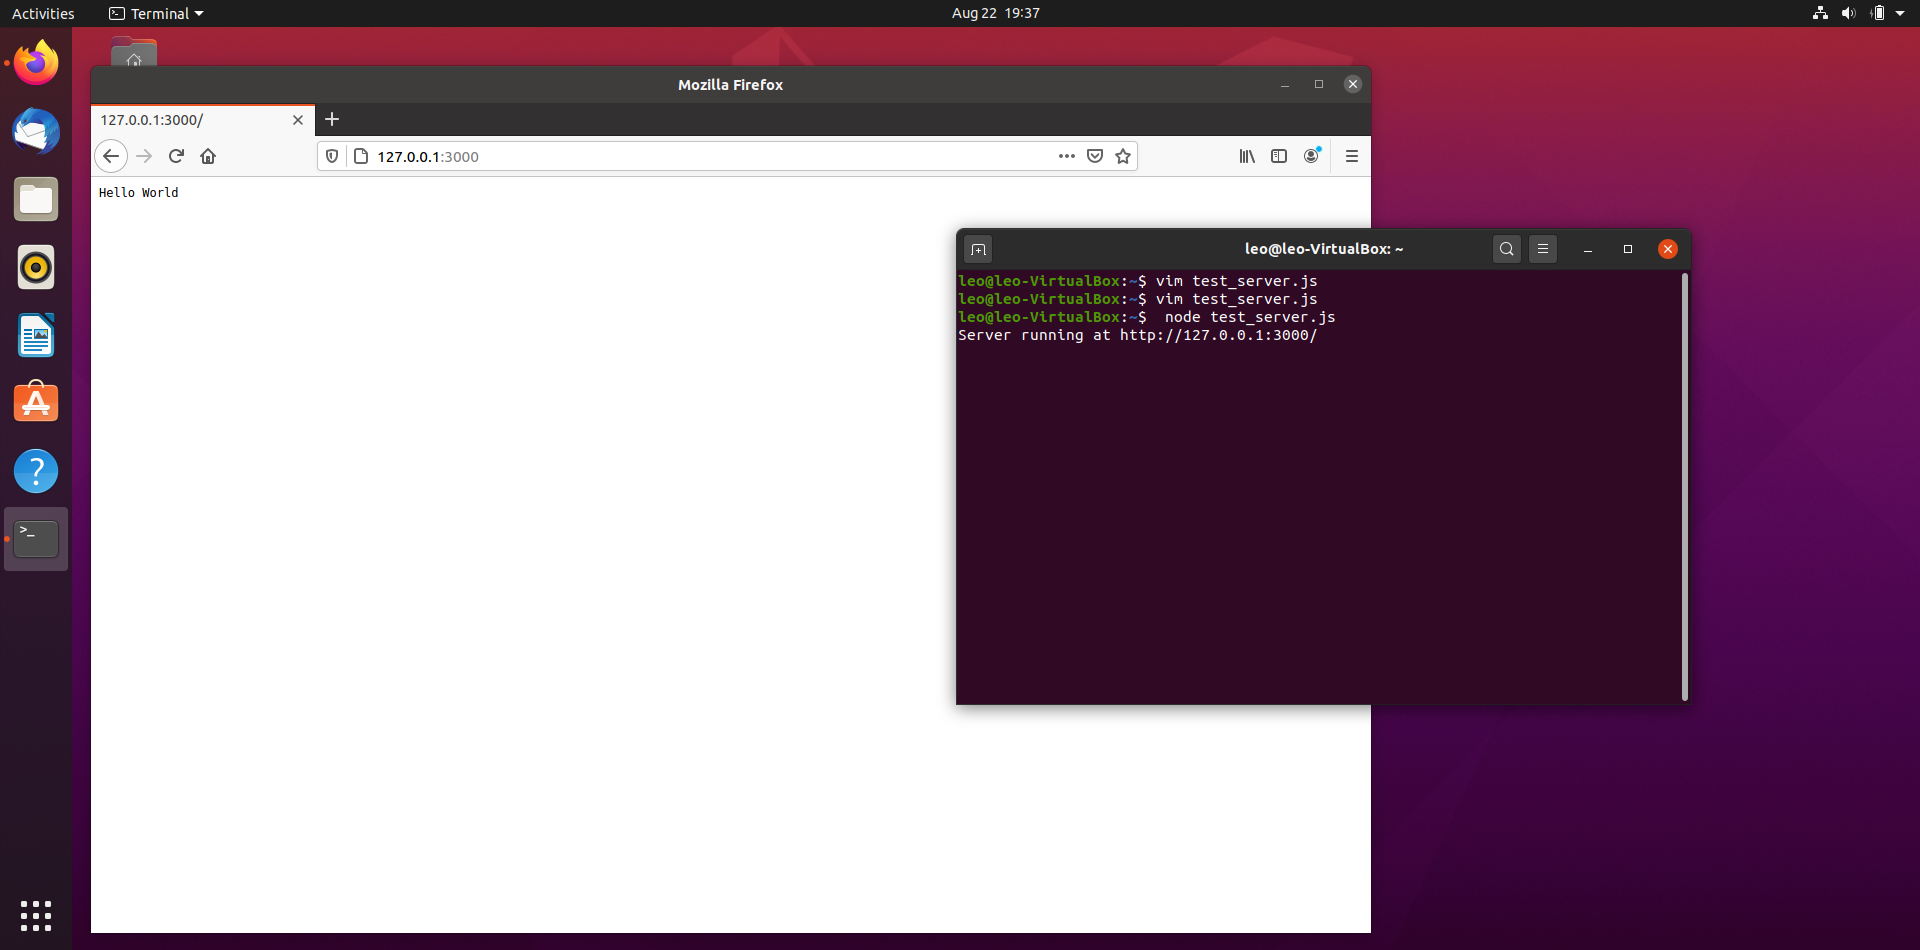 Activities
Terminal
Aug 22 19:37
Mozilla Firefox
127.0.0.1:3000/
127.0.0.1:3000
Hello World
leo@leo-VirtualBox: ~
leo@leo-VirtualBox:~$ vim test_server.js
leo@leo-VirtualBox:~$ vim test_server.js
leo@leo-VirtualBox:~$  node test_server.js
Server running at http://127.0.0.1:3000/